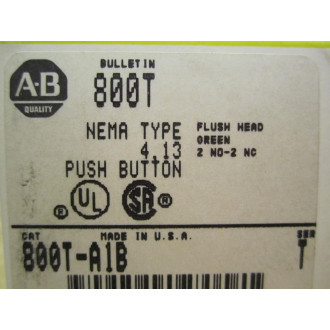 BULLETIN
A-B
QUALITY
800T
NEMA TYPE
4,13
PUSH BUTTON
FLUSH HEAD
GREEN
2 NO-2 NC
® UL
SA ®
CAT
MADE IN U.S.A.
SER
800T-A1B
T